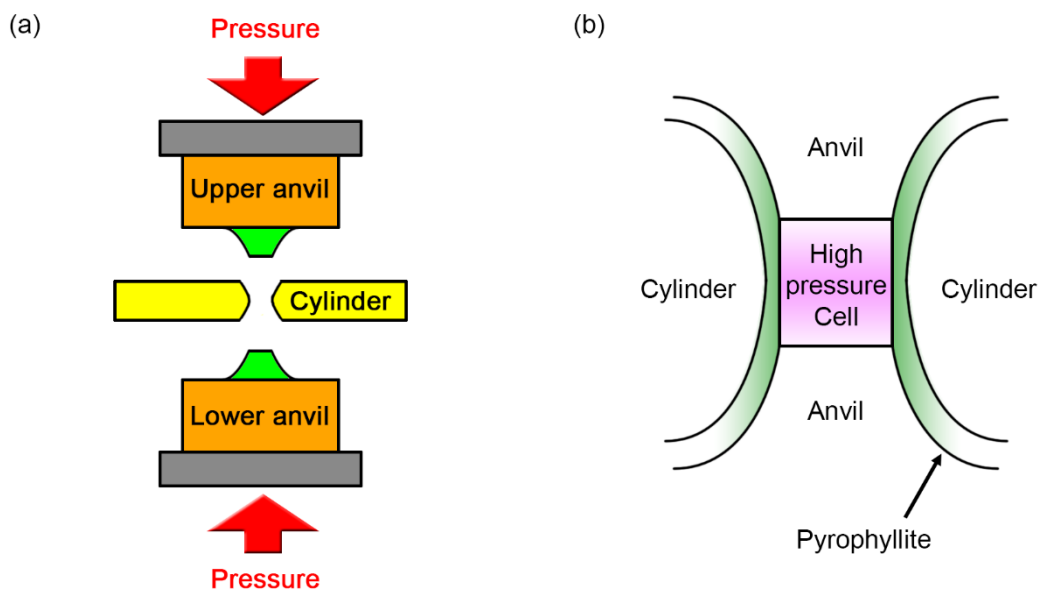 (a)
Pressure
Upper anvil
Cylinder
Lower anvil
Pressure
(b)
Anvil
High
pressure
Cell
Cylinder
Cylinder
Anvil
Pyrophyllite